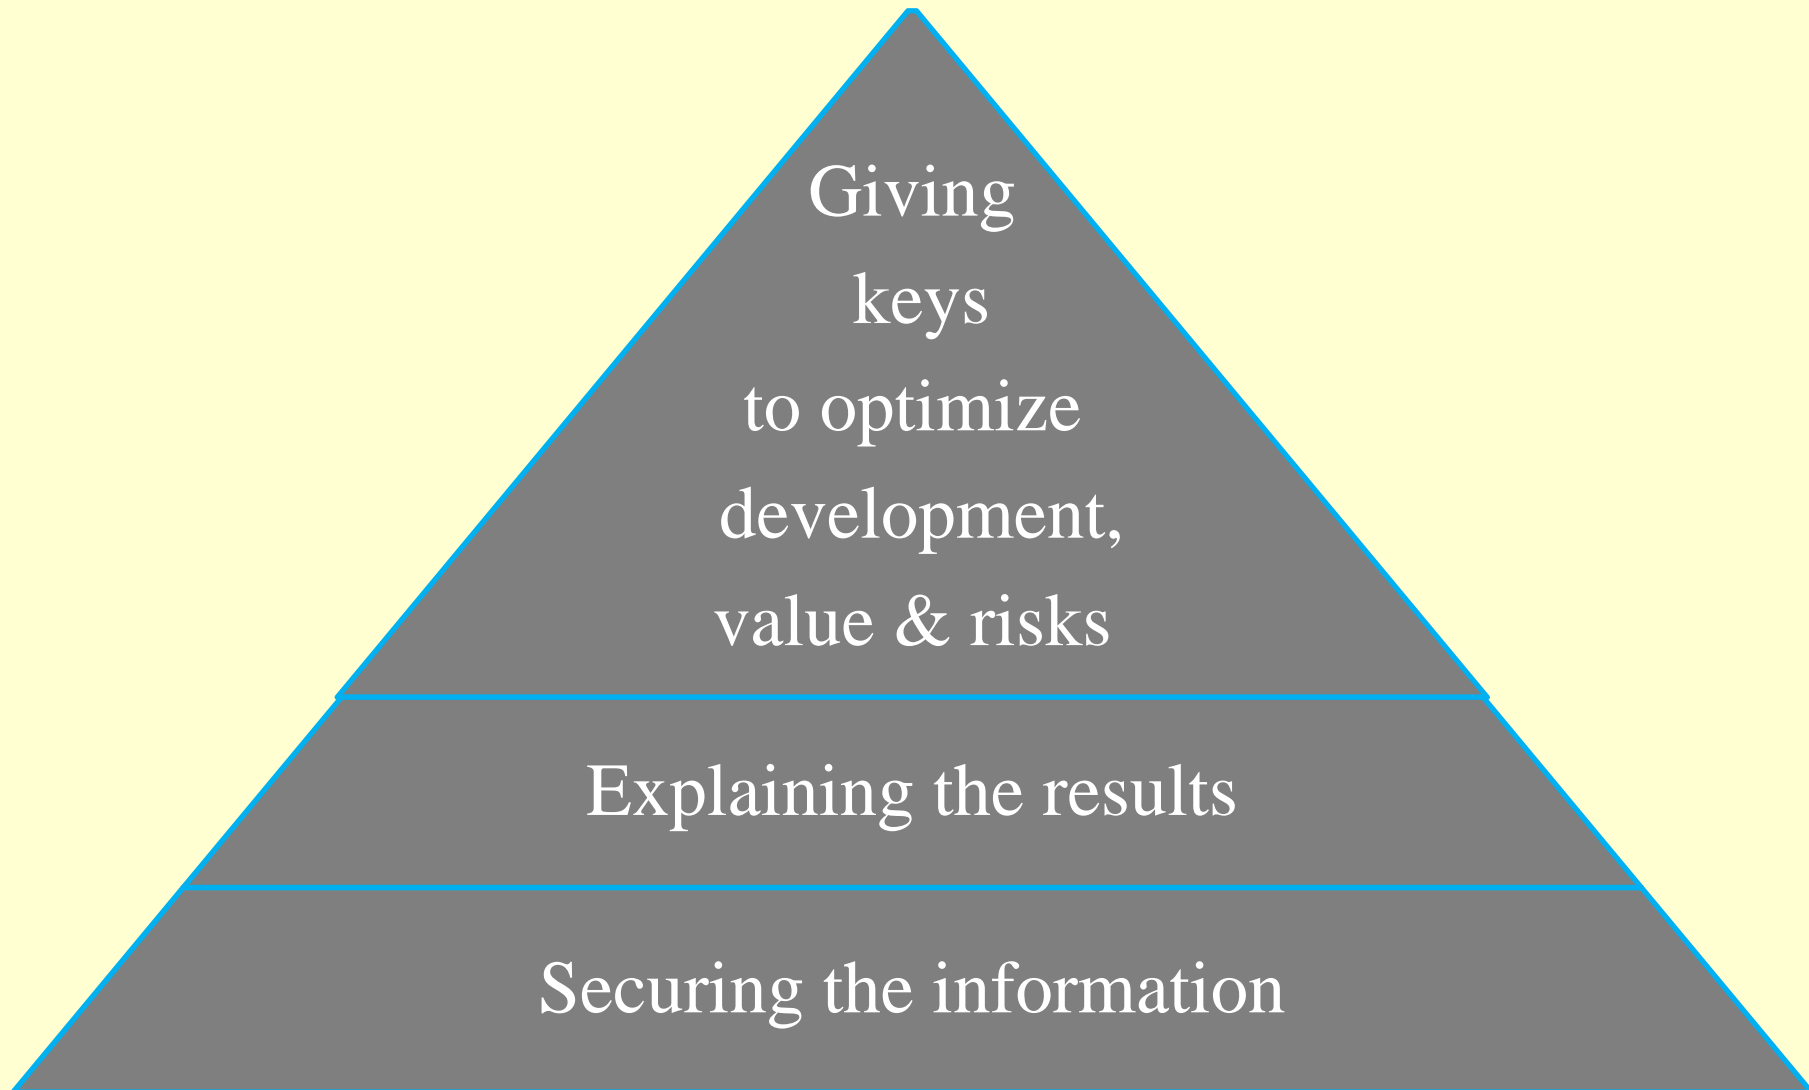 Giving
keys
to optimize
development,
value & risks
Explaining the results
Securing the information